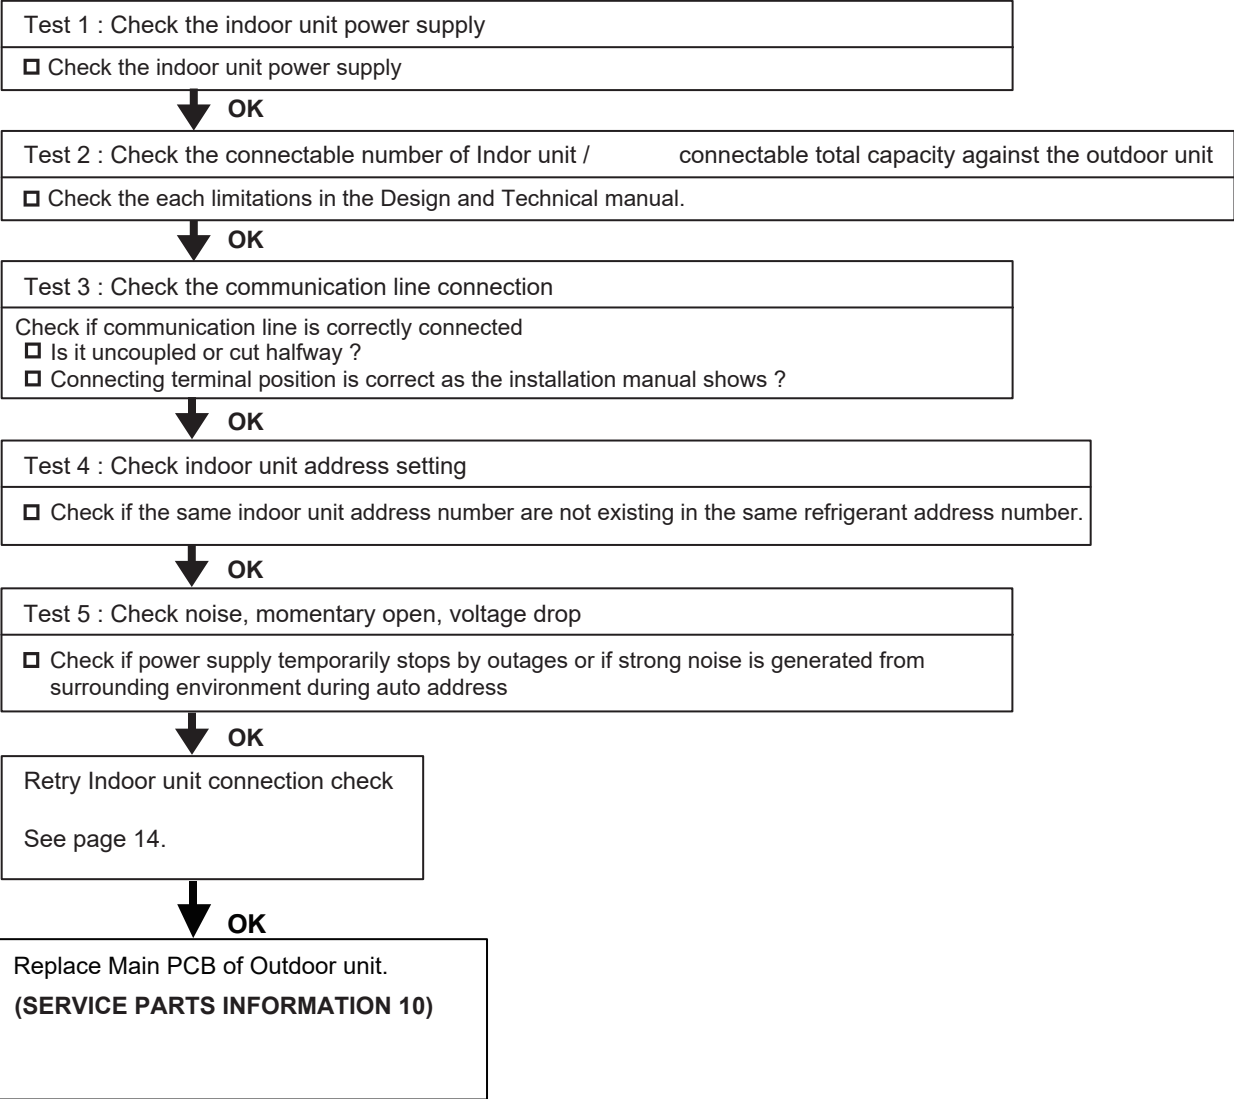 Test 1 : Check the indoor unit power supply
Check the indoor unit power supply
OK
Test 2 : Check the connectable number of Indor unit / connectable total capacity against the outdoor unit
Check the each limitations in the Design and Technical manual.
OK
Test 3 : Check the communication line connection
Check if communication line is correctly connected
Is it uncoupled or cut halfway ?
Connecting terminal position is correct as the installation manual shows ?
OK
Test 4 : Check indoor unit address setting
Check if the same indoor unit address number are not existing in the same refrigerant address number.
OK
Test 5 : Check noise, momentary open, voltage drop
Check if power supply temporarily stops by outages or if strong noise is generated from
surrounding environment during auto address
OK
Retry Indoor unit connection check
See page 14.
OK
Replace Main PCB of Outdoor unit.
(SERVICE PARTS INFORMATION 10)